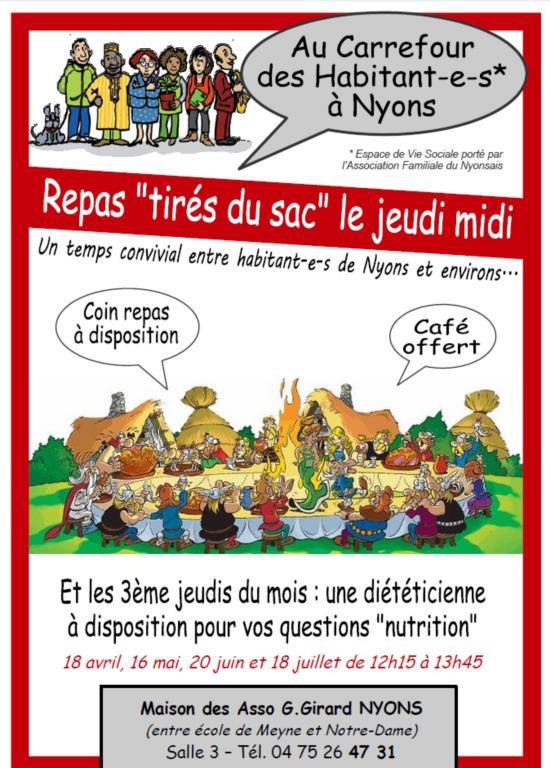 Au Carrefour
des Habitant-e-s*
à Nyons
* Espace de Vie Sociale porté par
l'Association Familiale du Nyonsais
Repas "tirés du sac" le jeudi midi
Un temps convivial entre habitant-e-s de Nyons et environs...
Coin repas
à disposition
Café
offert
Et les 3ème jeudis du mois : une diététicienne
à disposition pour vos questions "nutrition"
18 avril, 16 mai, 20 juin et 18 juillet de 12h15 à 13h45
Maison des Asso G.Girard NYONS
(entre école de Meyne et Notre-Dame)
Salle 3 – Tél. 04 75 26 47 31